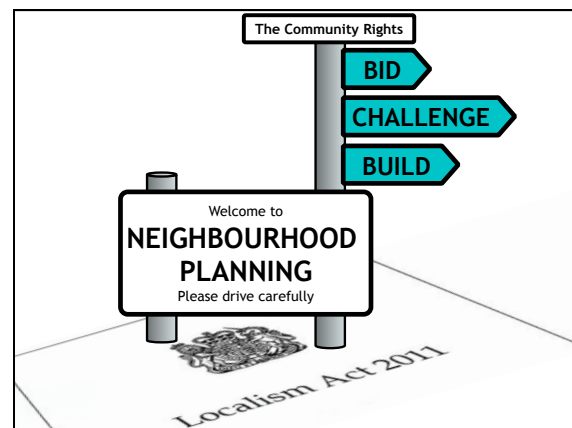 The Community Rights
BID
CHALLENGE
BUILD
Welcome to
NEIGHBOURHOOD
PLANNING
Please drive carefully
Localism Act 2011